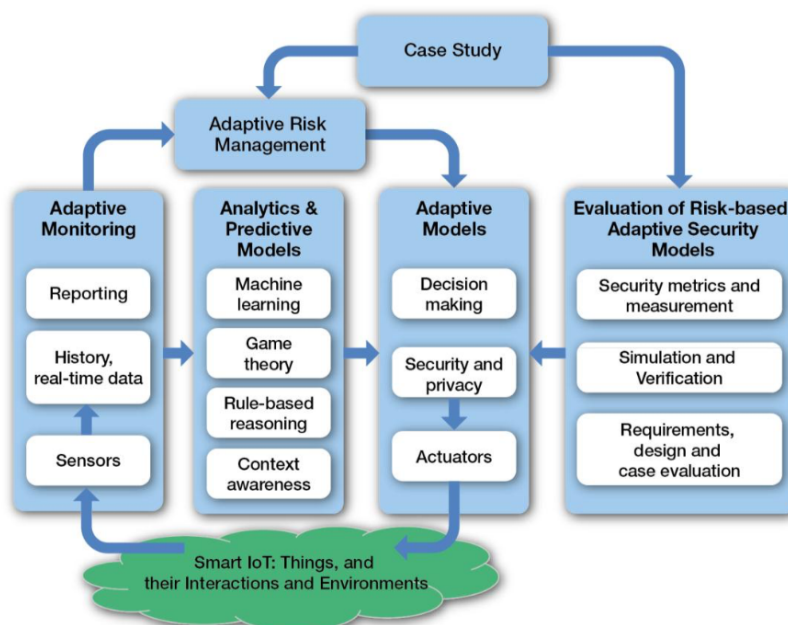 Case Study
Adaptive Risk
Management
Adaptive
Monitoring
Reporting
History,
real-time data
Sensors
Analytics &
Predictive
Models
Machine
learning
Game
theory
Rule-based
reasoning
Context
awareness
Adaptive
Models
Decision
making
Security and
privacy
Actuators
Evaluation of Risk-based
Adaptive Security
Models
Security metrics and
measurement
Simulation and
Verification
Requirements,
design and
case evaluation
Smart IoT: Things, and
their Interactions and Environments